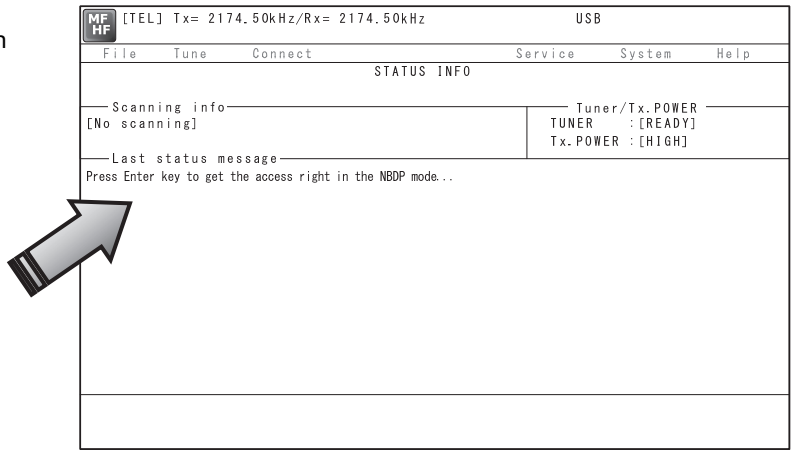 n
MF
HF
[TEL] Tx= 2174.50kHz/Rx= 2174.50kHz USB
File Tune Connect Service System Help
STATUS INFO
Scanning info
[No scanning]
Tuner/Tx.POWER
TUNER :[READY]
Tx.POWER :[HIGH]
Last status message
Press Enter key to get the access right in the NBDP mode...